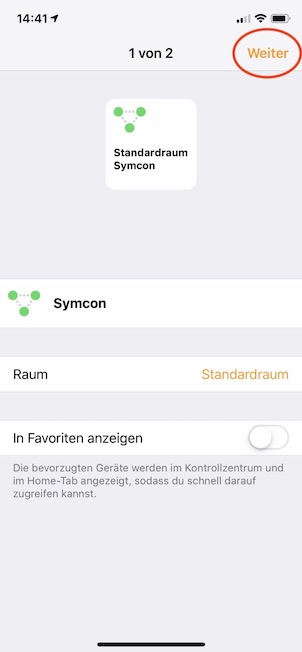 14:41
1 von 2
Weiter
Standardraum
Symcon
Symcon
Raum
Standardraum
In Favoriten anzeigen
Die bevorzugten Geräte werden im Kontrollzentrum und
im Home-Tab angezeigt, sodass du schnell darauf
zugreifen kannst.